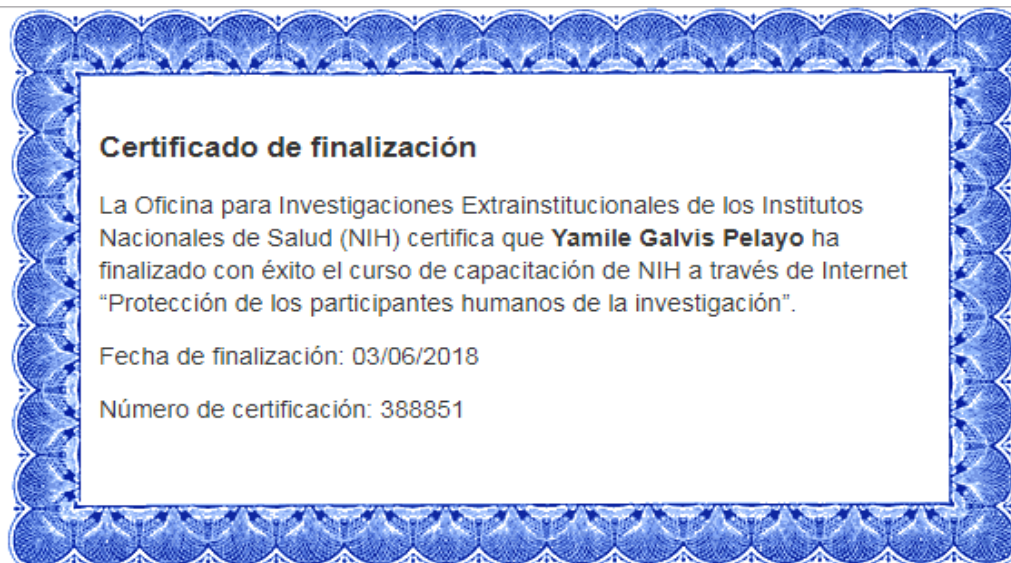 Certificado de finalización
La Oficina para Investigaciones Extrainstitucionales de los Institutos
Nacionales de Salud (NIH) certifica que Yamile Galvis Pelayo ha
finalizado con éxito el curso de capacitación de NIH a través de Internet
“Protección de los participantes humanos de la investigación”.
Fecha de finalización: 03/06/2018
Número de certificación: 388851